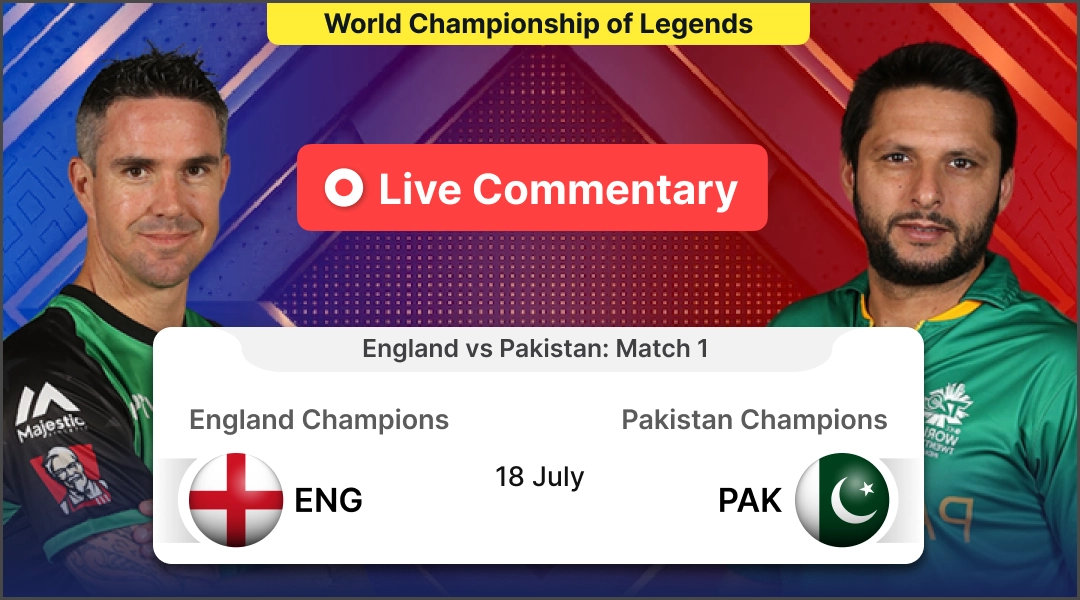 World Championship of Legends
Live Commentary
England vs Pakistan: Match 1
England Champions
Pakistan Champions
18 July
ENG
PAK
Majestic